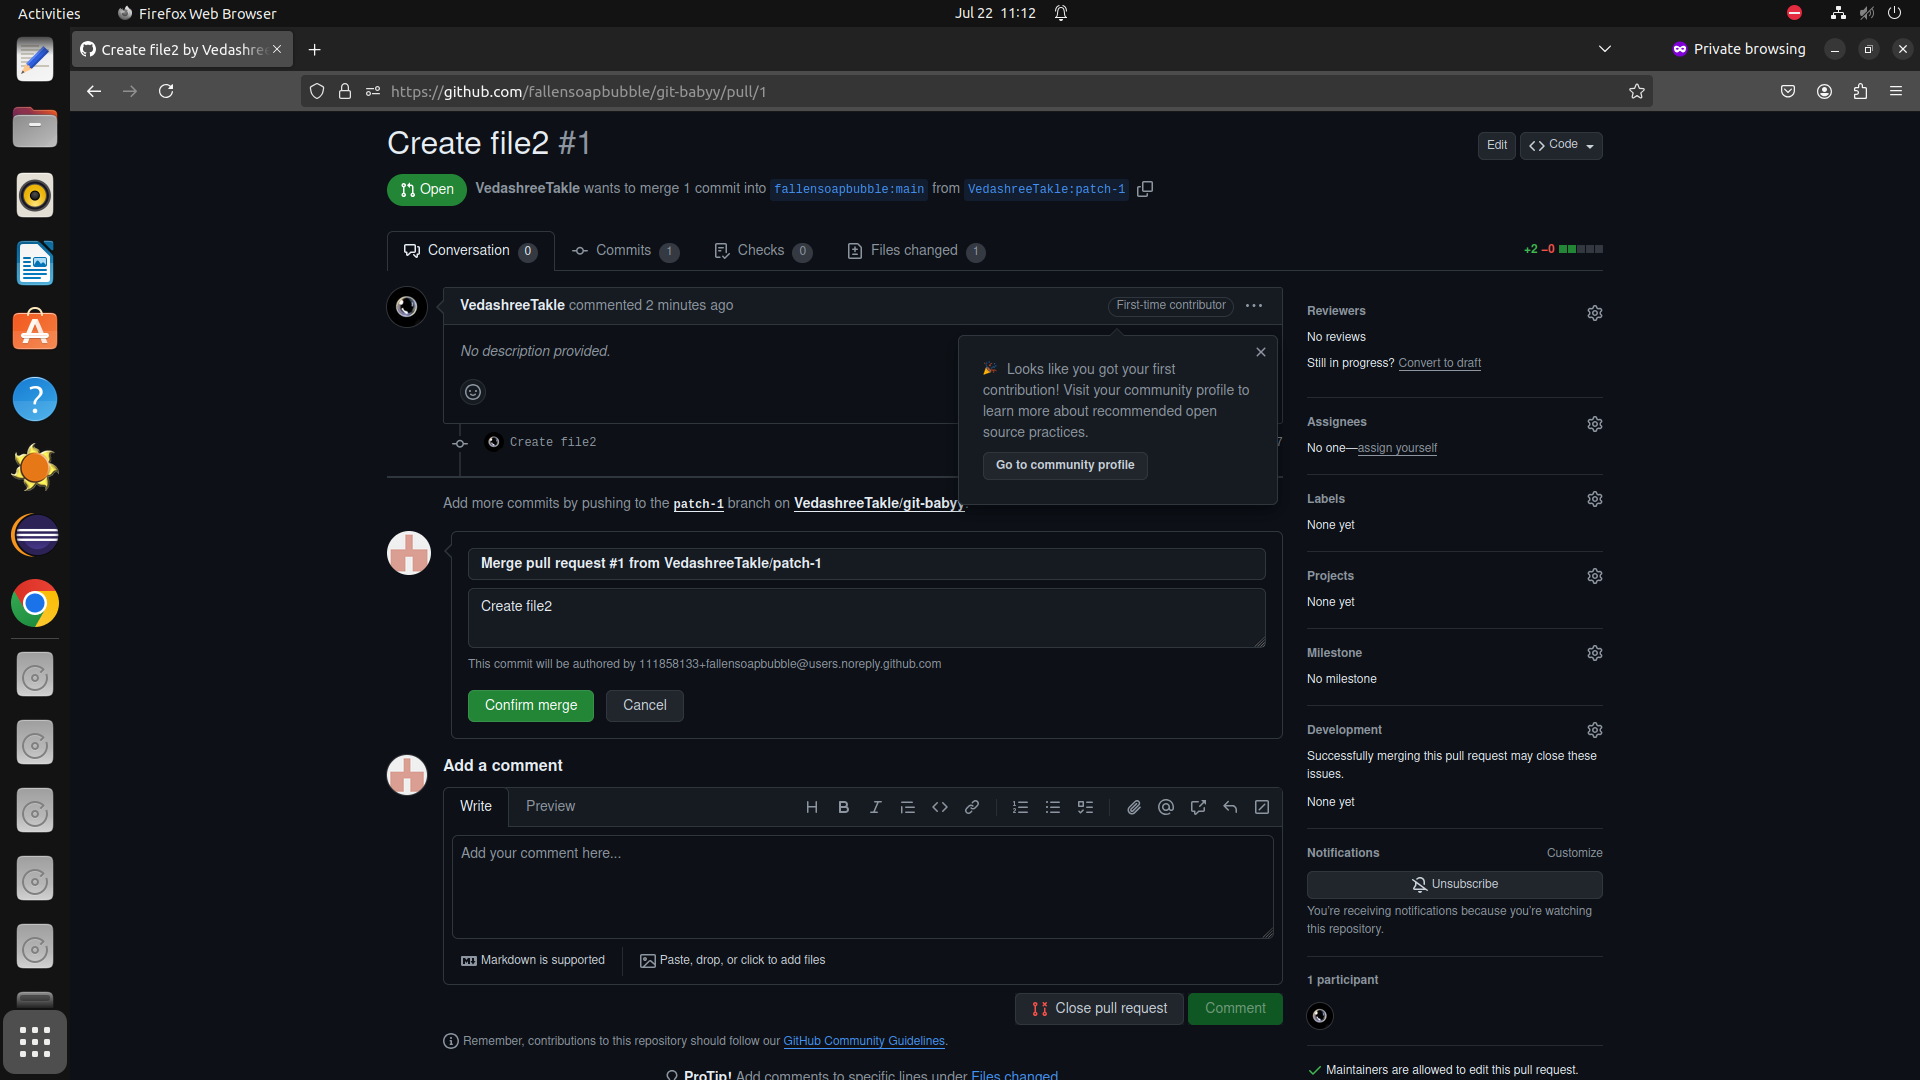 Activities
Firefox Web Browser
Jul 22 11:12
Create file2 by Vedashre
Private browsing
https://github.com/fallensoapbubble/git-babyy/pull/1
Create file2 #1
Edit
Code
Open
VedashreeTakle wants to merge 1 commit into fallensoapbubble:main from VedashreeTakle:patch-1
Conversation 0
Commits 1
Checks 0
Files changed 1
+2 −0
VedashreeTakle commented 2 minutes ago
First-time contributor
No description provided.
Looks like you got your first
contribution! Visit your community profile to
learn more about recommended open
source practices.
Go to community profile
Create file2
7
Add more commits by pushing to the patch-1 branch on VedashreeTakle/git-babyy.
Merge pull request #1 from VedashreeTakle/patch-1
Create file2
This commit will be authored by 111858133+fallensoapbubble@users.noreply.github.com
Confirm merge
Cancel
Add a comment
Write
Preview
Add your comment here...
Markdown is supported
Paste, drop, or click to add files
Close pull request
Comment
Remember, contributions to this repository should follow our GitHub Community Guidelines.
ProTip! Add comments to specific lines under Files changed
Reviewers
No reviews
Still in progress? Convert to draft
Assignees
No one—assign yourself
Labels
None yet
Projects
None yet
Milestone
No milestone
Development
Successfully merging this pull request may close these
issues.
None yet
Notifications
Customize
Unsubscribe
You're receiving notifications because you're watching
this repository.
1 participant
Maintainers are allowed to edit this pull request.